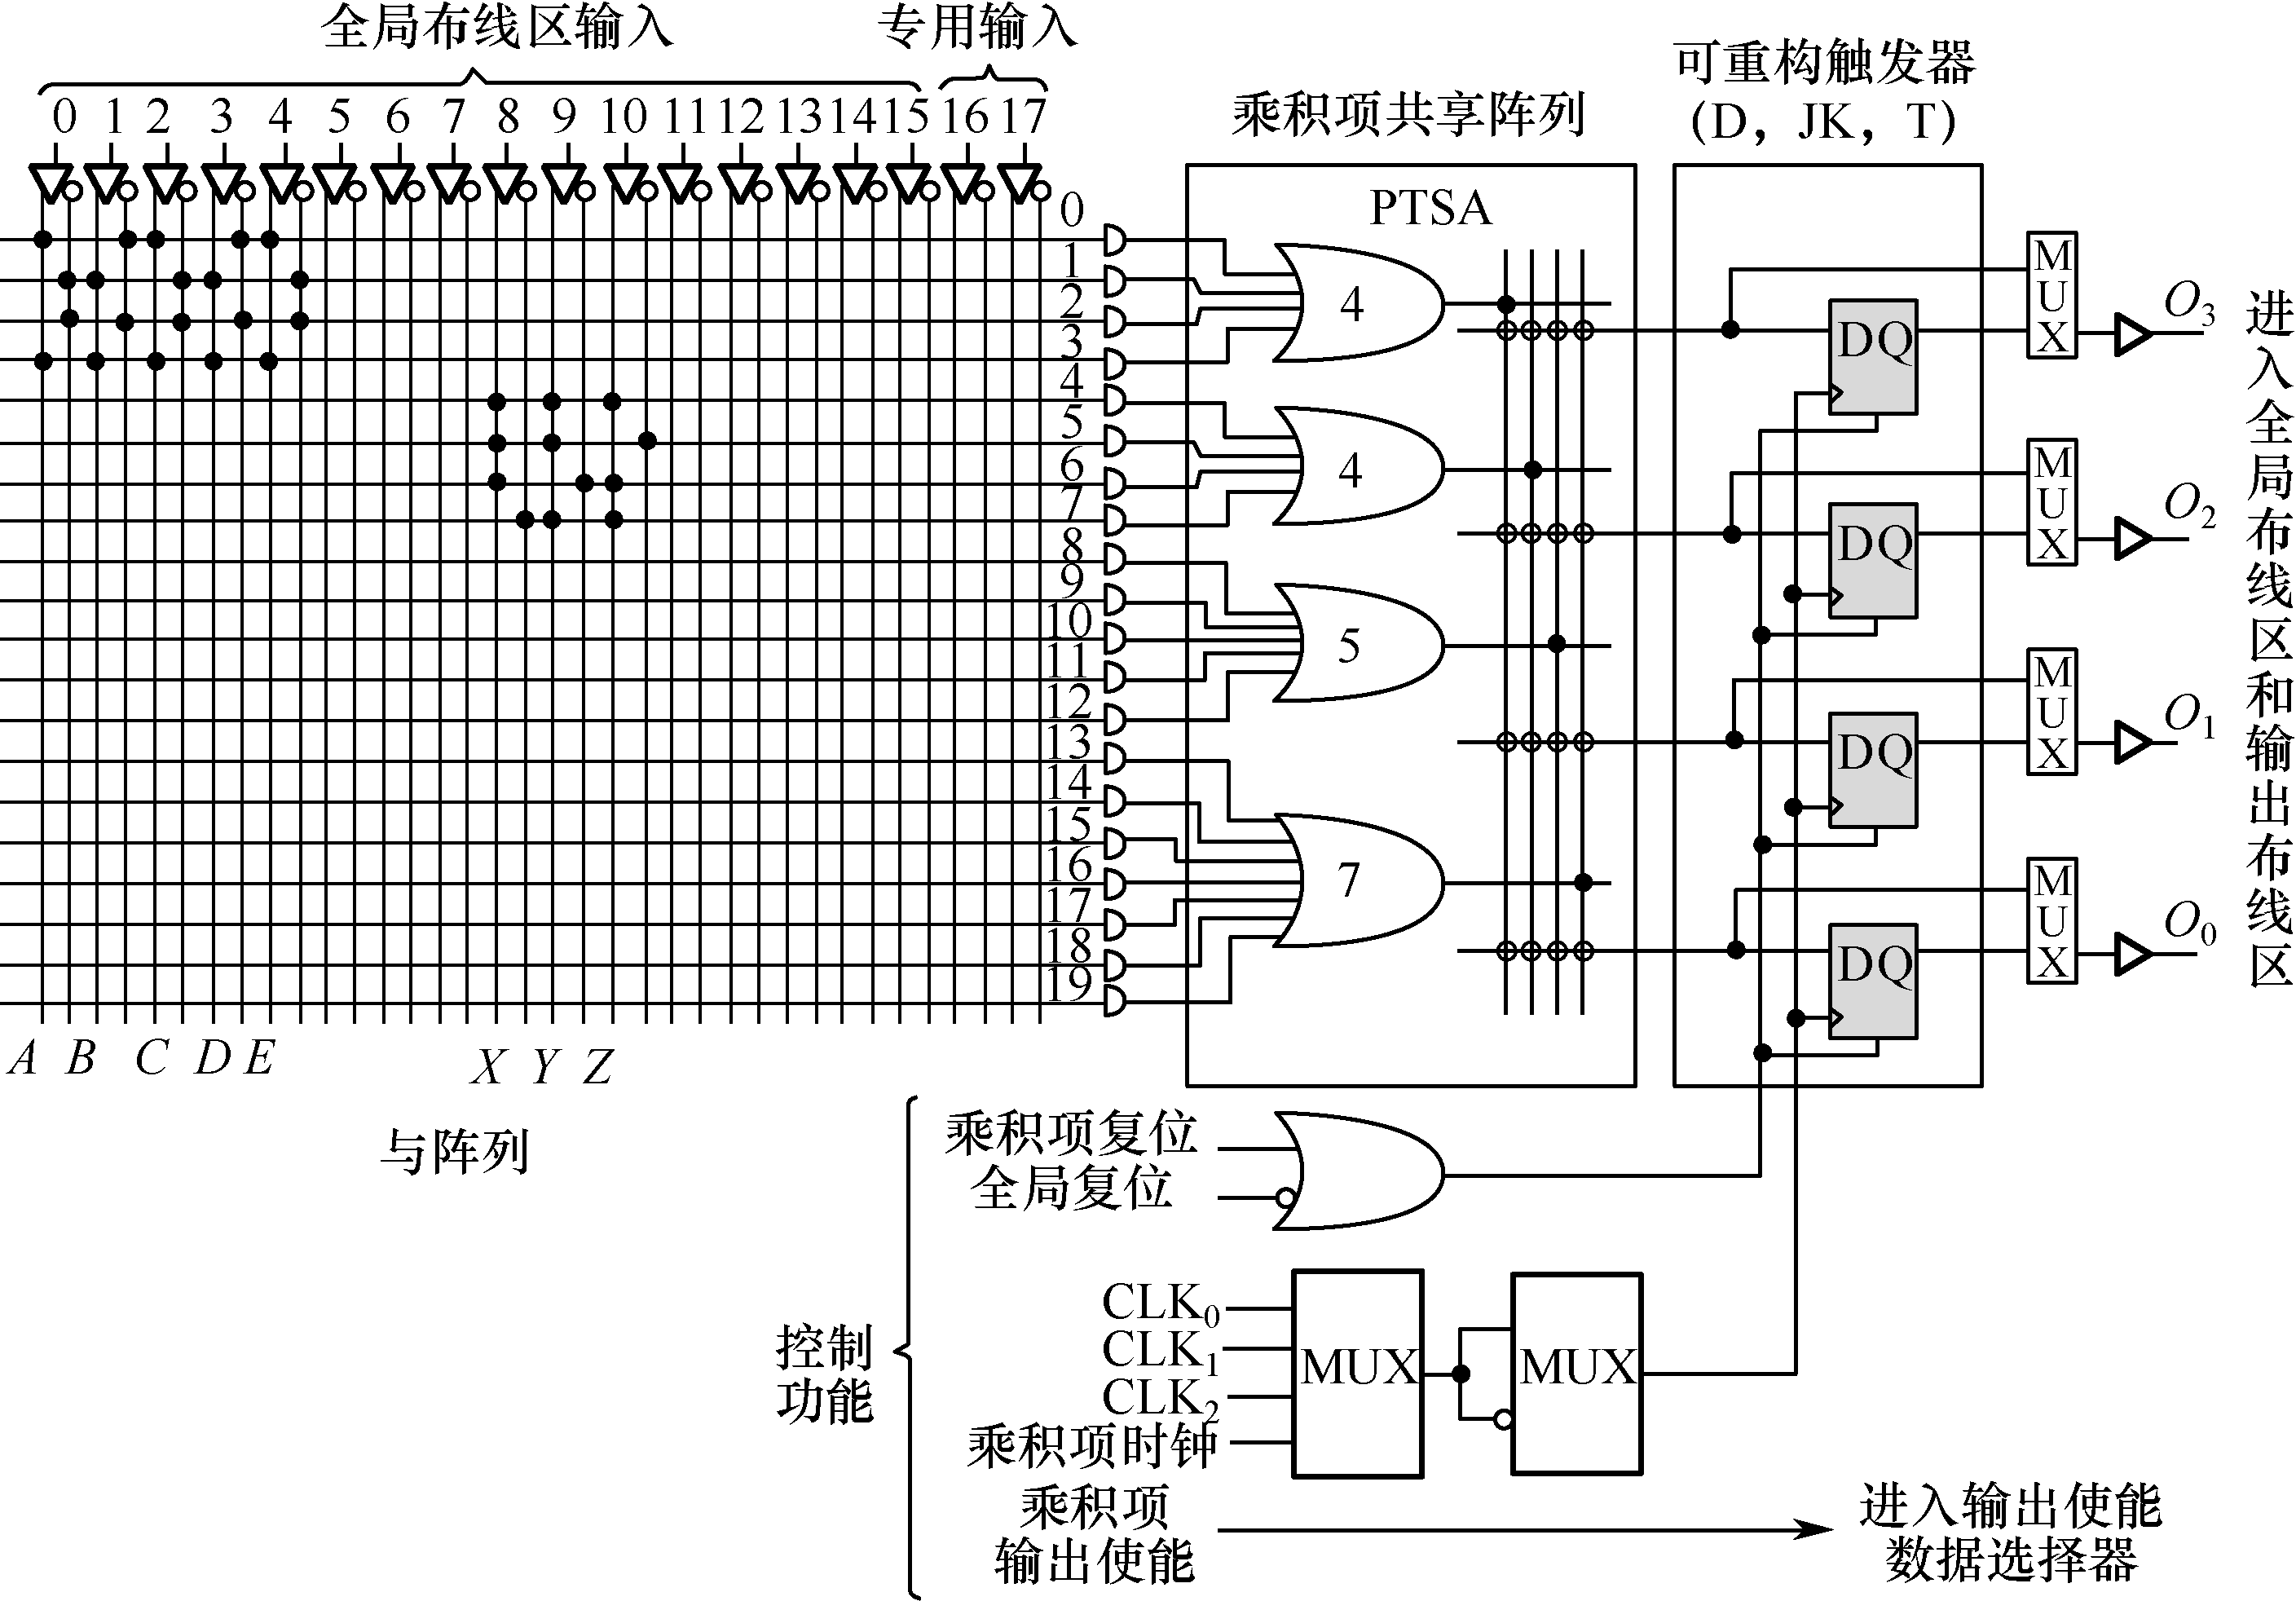 全局布线区输入
专用输入
0 1 2 3 4 5 6 7 8 9 10 11 12 13 14 15 16 17
乘积项共享阵列
可重构触发器
(D，JK，T)
PTSA
0
1
2
3
4
5
6
7
8
9
10
11
12
13
14
15
16
17
18
19
4
4
5
7
DQ
DQ
DQ
DQ
MUX
MUX
MUX
MUX
O3
O2
O1
O0
进入全局布线区和输出布线区
A B C D E
X Y Z
与阵列
控制
功能
乘积项复位
全局复位
CLK0
CLK1
CLK2
乘积项时钟
MUX
MUX
乘积项
输出使能
进入输出使能
数据选择器